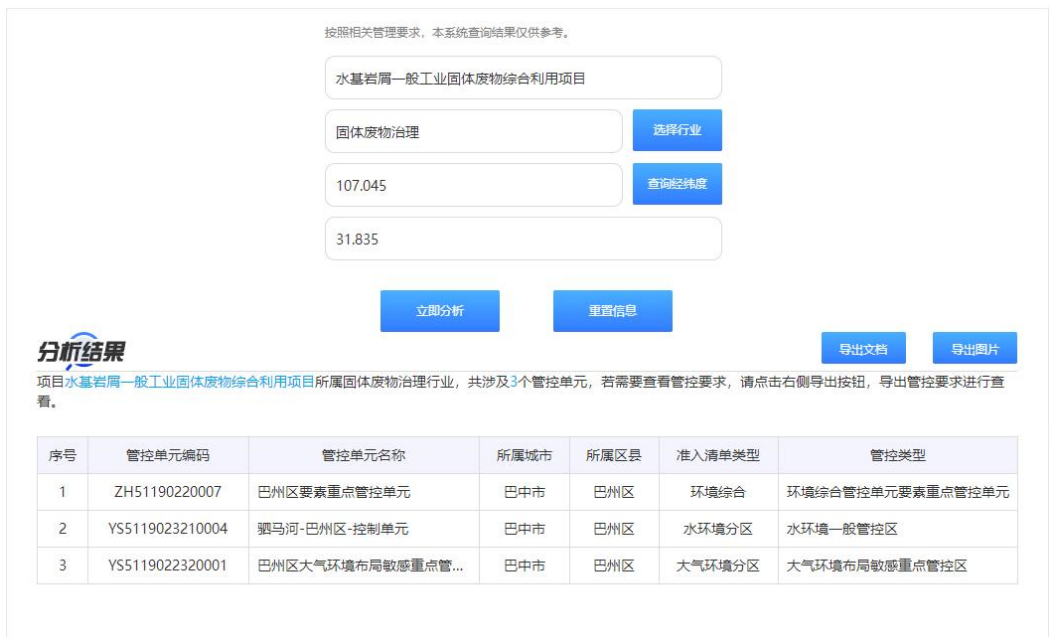 按照相关管理要求，本系统查询结果仅供参考。
水基岩屑一般工业固体废物综合利用项目
固体废物治理
选择行业
107.045
查询经纬度
31.835
立即分析
重置信息
分析结果
导出文档
导出图片
项目水基岩屑一般工业固体废物综合利用项目所属固体废物治理行业，共涉及3个管控单元，若需要查看管控要求，请点击右侧导出按钮，导出管控要求进行查
看。
序号 管控单元编码 管控单元名称 所属城市 所属区县 准入清单类型 管控类型
1 ZH51190220007 巴州区要素重点管控单元 巴中市 巴州区 环境综合 环境综合管控单元要素重点管控单元
2 YS5119023210004 驷马河-巴州区-控制单元 巴中市 巴州区 水环境分区 水环境一般管控区
3 YS5119022320001 巴州区大气环境布局敏感重点管... 巴中市 巴州区 大气环境分区 大气环境布局敏感重点管控区